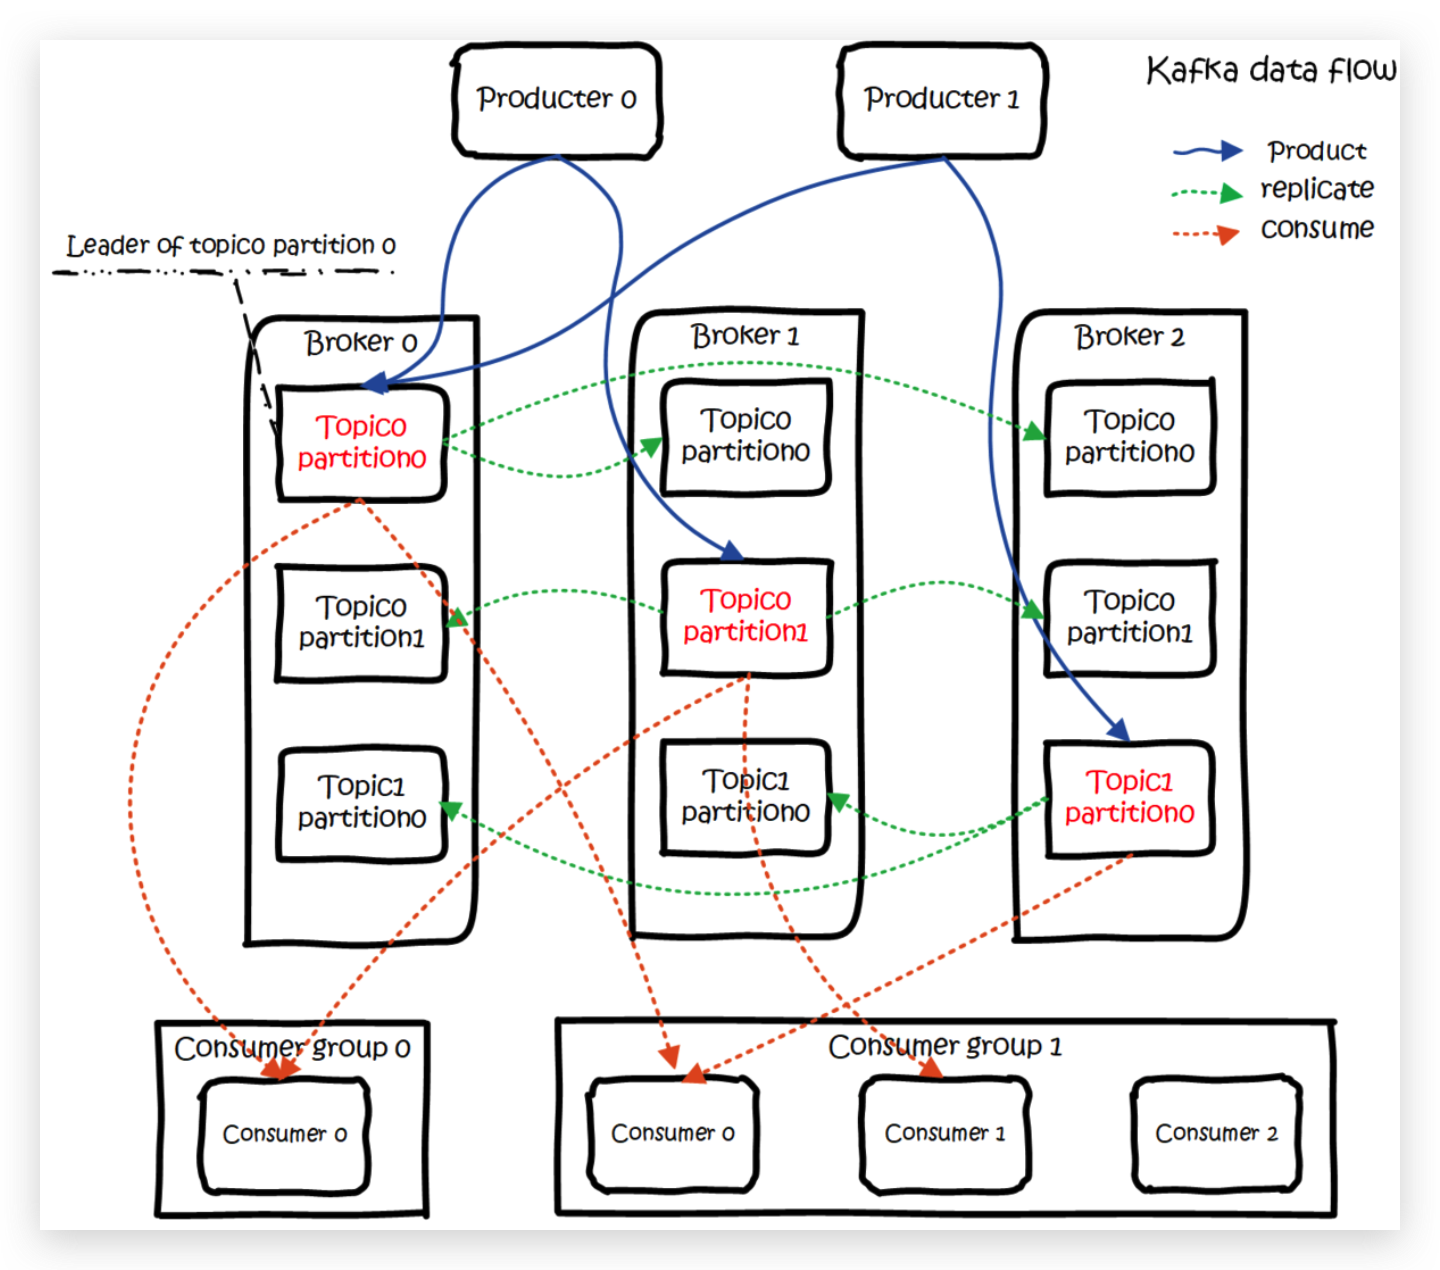 Producter 0
Producter 1
Kafka data flow
Product
replicate
consume
Leader of topic0 partition 0
Broker 0
Broker 1
Broker 2
Topic0
partition0
Topic0
partition0
Topic0
partition0
Topic0
partition1
Topic0
partition1
Topic0
partition1
Topic1
partition0
Topic1
partition0
Topic1
partition0
Consumer group 0
Consumer group 1
Consumer 0
Consumer 0
Consumer 1
Consumer 2